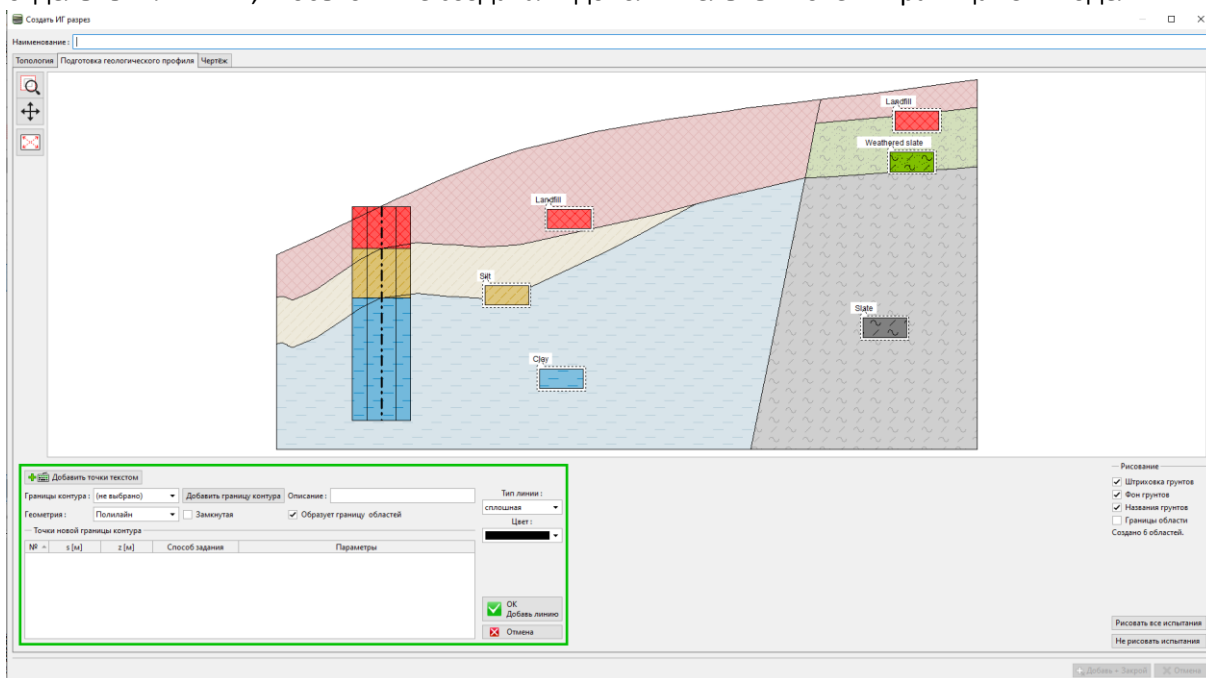 Создать ИГ разрез
Наименование :
Топология Подготовка геологического профиля Чертёж
Landfill
Weathered slate
Landfill
Silt
Slate
Clay
Добавить точки текстом
Границы контура : (не выбрано) Добавить границу контура Описание :
Тип линии :
сплошная
Геометрия : Полилайн Замкнутая Образует границу областей
Цвет :
Точки новой границы контура
№ s [м] z [м] Способ задания Параметры
OK
Добавь линию
Отмена
Рисование
Штриховка грунтов
Фон грунтов
Названия грунтов
Границы области
Создано 6 областей.
Рисовать все испытания
Не рисовать испытания
Добавь + Закрой Отмена